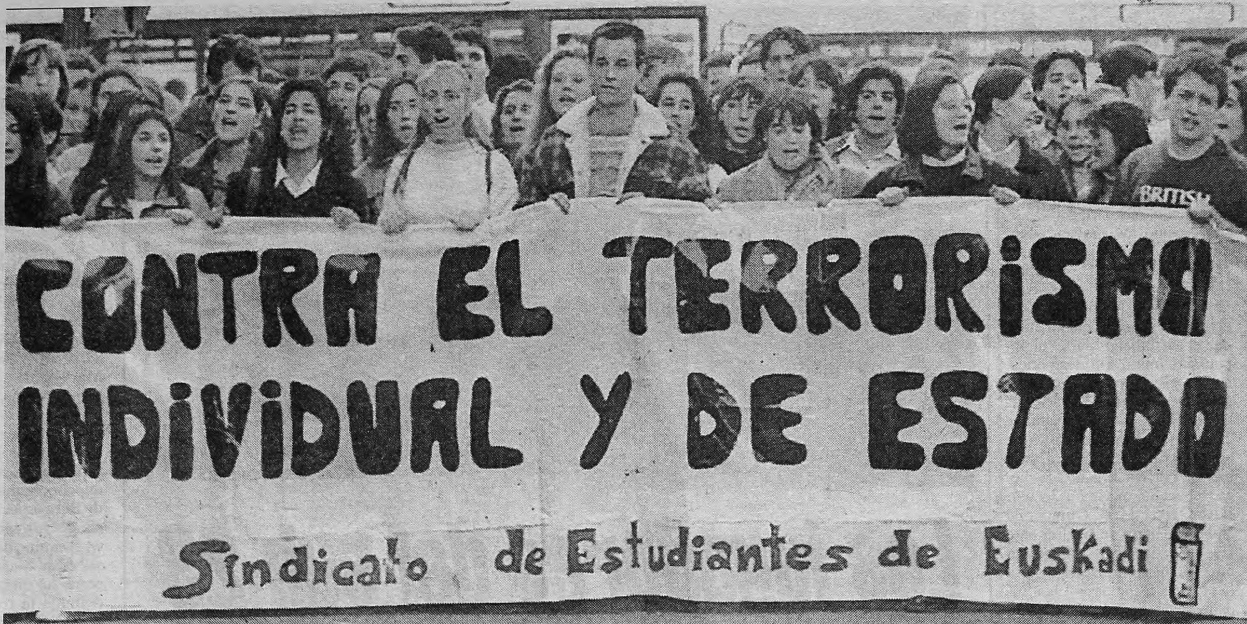 BRITISH
CONTRA EL TERRORiSMO
INDiViDUAL Y DE ESTADO
Sindicato de Estudiantes de Euskadi